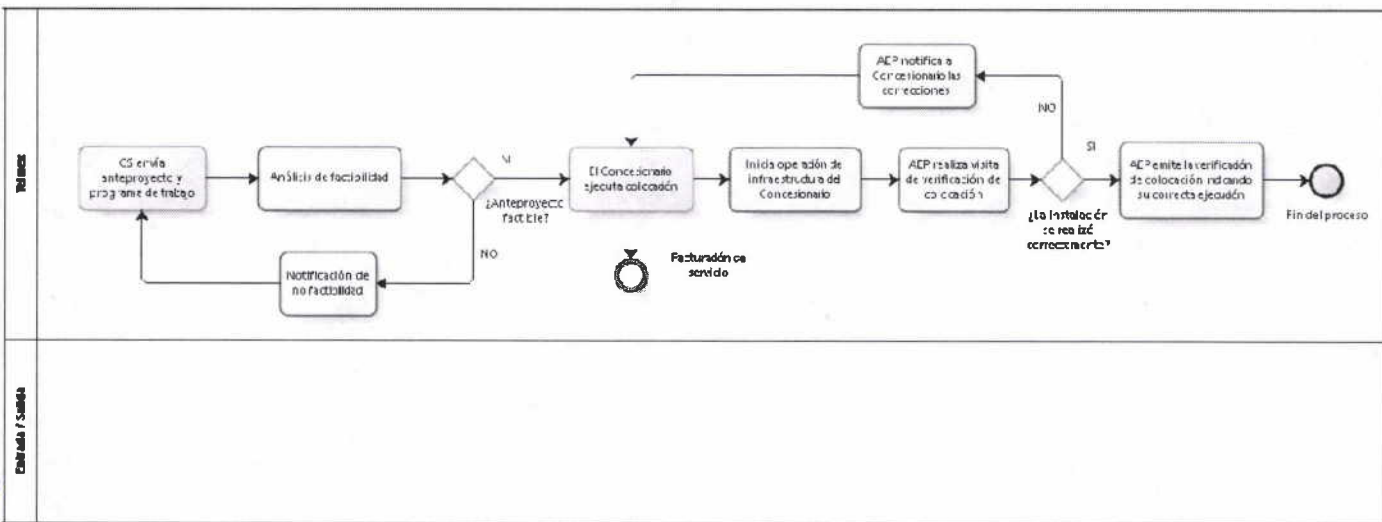 Telmex
AEP notifica a
Concesionario las
correcciones
NO
CS envía
anteproyecto y
programa de trabajo
Análisis de factibilidad
SI
¿Anteproyecto
factible?
NO
Notificación de
no factibilidad
El Concesionario
ejecuta colocación
Facturación de
servicio
Inicia operación de
infraestructura del
Concesionario
AEP realiza visita
de verificación de
colocación
SI
¿La instalación
se realizó
correctamente?
AEP emite la verificación
de colocación indicando
su correcta ejecución
Fin del proceso
Entrada / Salida